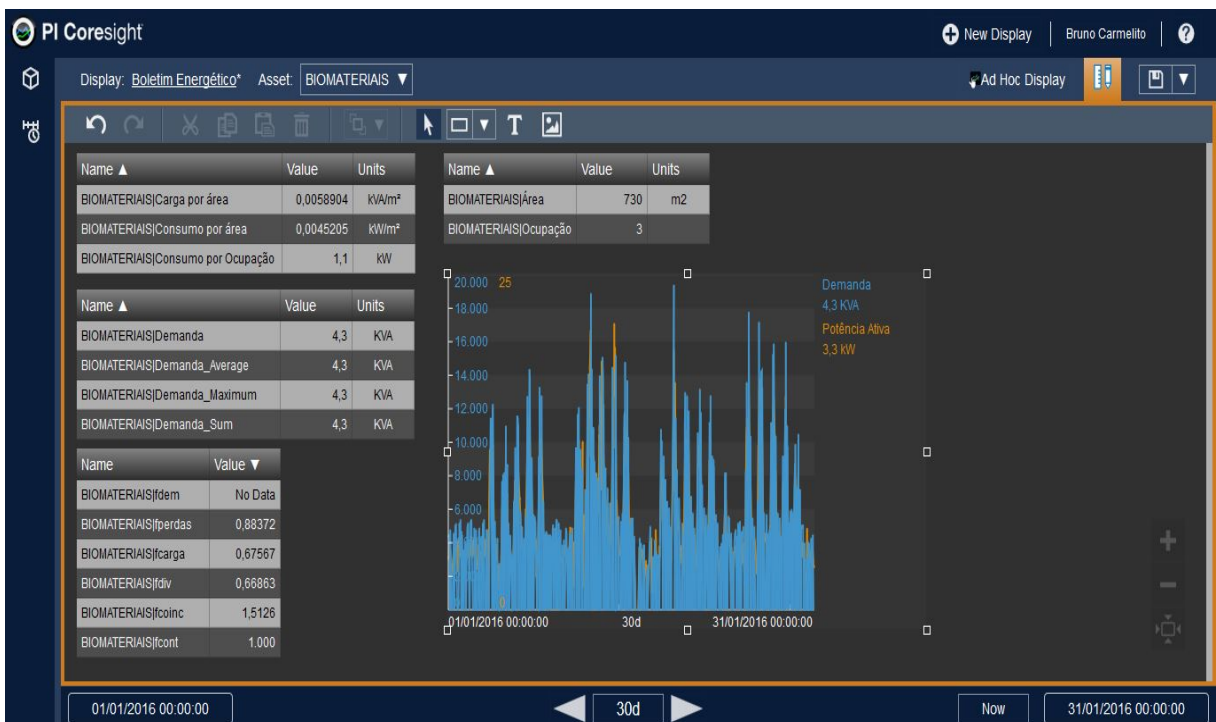 PI Coresight New Display Bruno Carmelito ?
Display: Boletim Energético* Asset: BIOMATERIAIS ▼ Ad Hoc Display
T
Name ▲ Value Units
BIOMATERIAIS|Carga por área 0,0058904 kVA/m²
BIOMATERIAIS|Consumo por área 0,0045205 kW/m²
BIOMATERIAIS|Consumo por Ocupação 1,1 kW
Name ▲ Value Units
BIOMATERIAIS|Área 730 m2
BIOMATERIAIS|Ocupação 3
Name ▲ Value Units
BIOMATERIAIS|Demanda 4,3 KVA
BIOMATERIAIS|Demanda_Average 4,3 KVA
BIOMATERIAIS|Demanda_Maximum 4,3 KVA
BIOMATERIAIS|Demanda_Sum 4,3 KVA
Name Value ▼
BIOMATERIAIS|fdem No Data
BIOMATERIAIS|fperdas 0,88372
BIOMATERIAIS|fcarga 0,67567
BIOMATERIAIS|fdiv 0,66863
BIOMATERIAIS|fcoinc 1,5126
BIOMATERIAIS|fcont 1.000
20.000 25
18.000
16.000
14.000
12.000
10.000
8.000
6.000
0
Demanda
4,3 KVA
Potência Ativa
3,3 kW
01/01/2016 00:00:00 30d 31/01/2016 00:00:00
01/01/2016 00:00:00 30d Now 31/01/2016 00:00:00